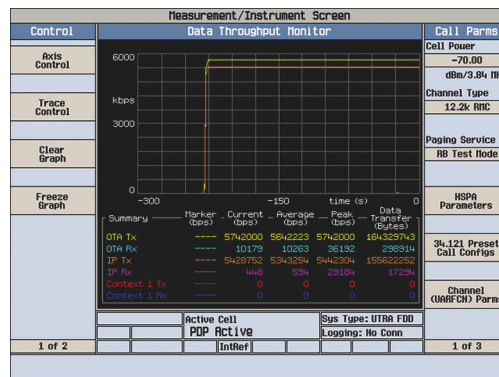 Measurement/Instrument Screen
Control
Data Throughput Monitor
Call Parms
Axis
Control
Trace
Control
Clear
Graph
Freeze
Graph
1 of 2
6000
kbps
3000
0
-300
-150
time (s)
0
Summary
Marker (bps)
Current (bps)
Average (bps)
Peak (bps)
Data Transfer (Bytes)
OTA Tx ---- 5742000 5642223 5742000 164329743
OTA Rx ---- 10179 10263 36192 298914
IP Tx ---- 5428752 5343254 5442304 155622252
IP Rx ---- 448 594 29184 17294
Context 1 Tx ---- 0 0 0 0
Context 1 Rx ---- 0 0 0 0
Active Cell
PDP Active
Sys Type: UTRA FDD
Logging: No Conn
IntRef
Cell Power
-70.00
dBm/3.84
Channel Type
12.2k RMC
Paging Service
RB Test Mode
HSPA
Parameters
34.121 Preset
Call Configs
Channel
(UARFCN) Parms
1 of 3